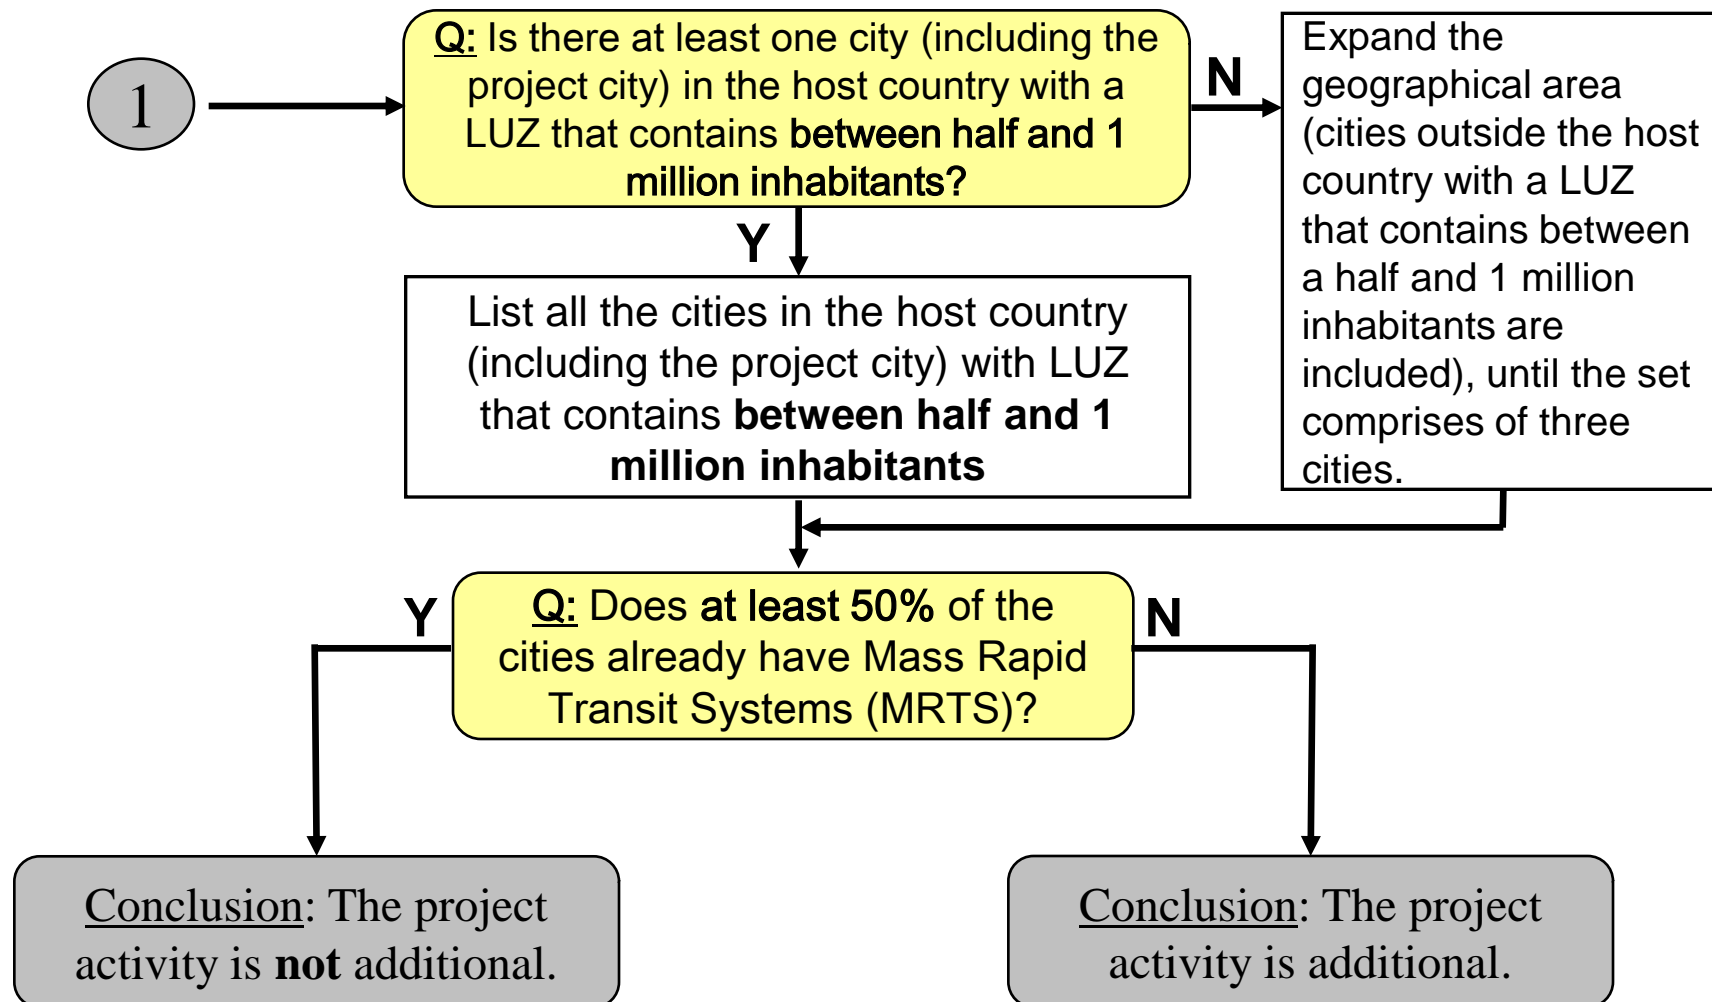 1
Q: Is there at least one city (including the
project city) in the host country with a
LUZ that contains between half and 1
million inhabitants?
N
Expand the
geographical area
(cities outside the host
country with a LUZ
that contains between
a half and 1 million
inhabitants are
included), until the set
comprises of three
cities.
Y
List all the cities in the host country
(including the project city) with LUZ
that contains between half and 1
million inhabitants
Y
Q: Does at least 50% of the
cities already have Mass Rapid
Transit Systems (MRTS)?
N
Conclusion: The project
activity is not additional.
Conclusion: The project
activity is additional.